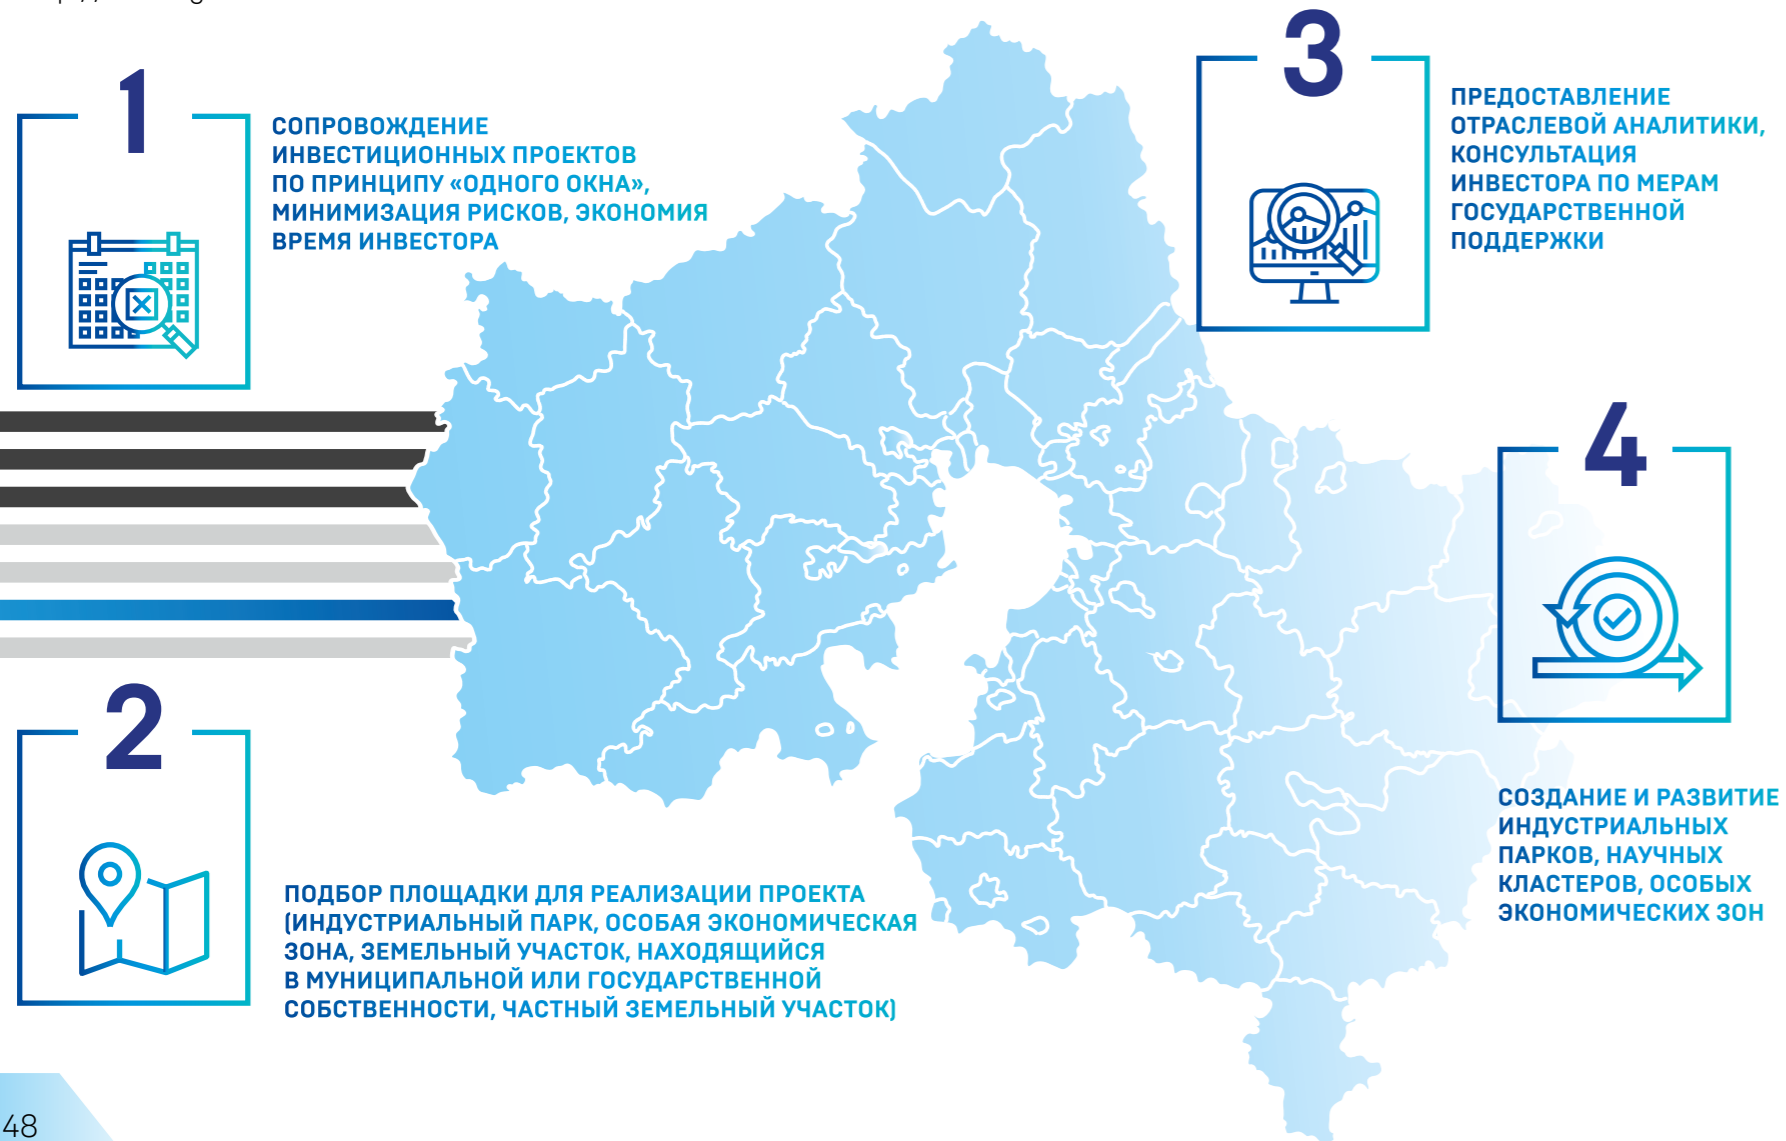 1
СОПРОВОЖДЕНИЕ
ИНВЕСТИЦИОННЫХ ПРОЕКТОВ
ПО ПРИНЦИПУ «ОДНОГО ОКНА»,
МИНИМИЗАЦИЯ РИСКОВ, ЭКОНОМИЯ
ВРЕМЯ ИНВЕСТОРА
2
ПОДБОР ПЛОЩАДКИ ДЛЯ РЕАЛИЗАЦИИ ПРОЕКТА
(ИНДУСТРИАЛЬНЫЙ ПАРК, ОСОБАЯ ЭКОНОМИЧЕСКАЯ
ЗОНА, ЗЕМЕЛЬНЫЙ УЧАСТОК, НАХОДЯЩИЙСЯ
В МУНИЦИПАЛЬНОЙ ИЛИ ГОСУДАРСТВЕННОЙ
СОБСТВЕННОСТИ, ЧАСТНЫЙ ЗЕМЕЛЬНЫЙ УЧАСТОК)
3
ПРЕДОСТАВЛЕНИЕ
ОТРАСЛЕВОЙ АНАЛИТИКИ,
КОНСУЛЬТАЦИЯ
ИНВЕСТОРА ПО МЕРАМ
ГОСУДАРСТВЕННОЙ
ПОДДЕРЖКИ
4
СОЗДАНИЕ И РАЗВИТИЕ
ИНДУСТРИАЛЬНЫХ
ПАРКОВ, НАУЧНЫХ
КЛАСТЕРОВ, ОСОБЫХ
ЭКОНОМИЧЕСКИХ ЗОН
48